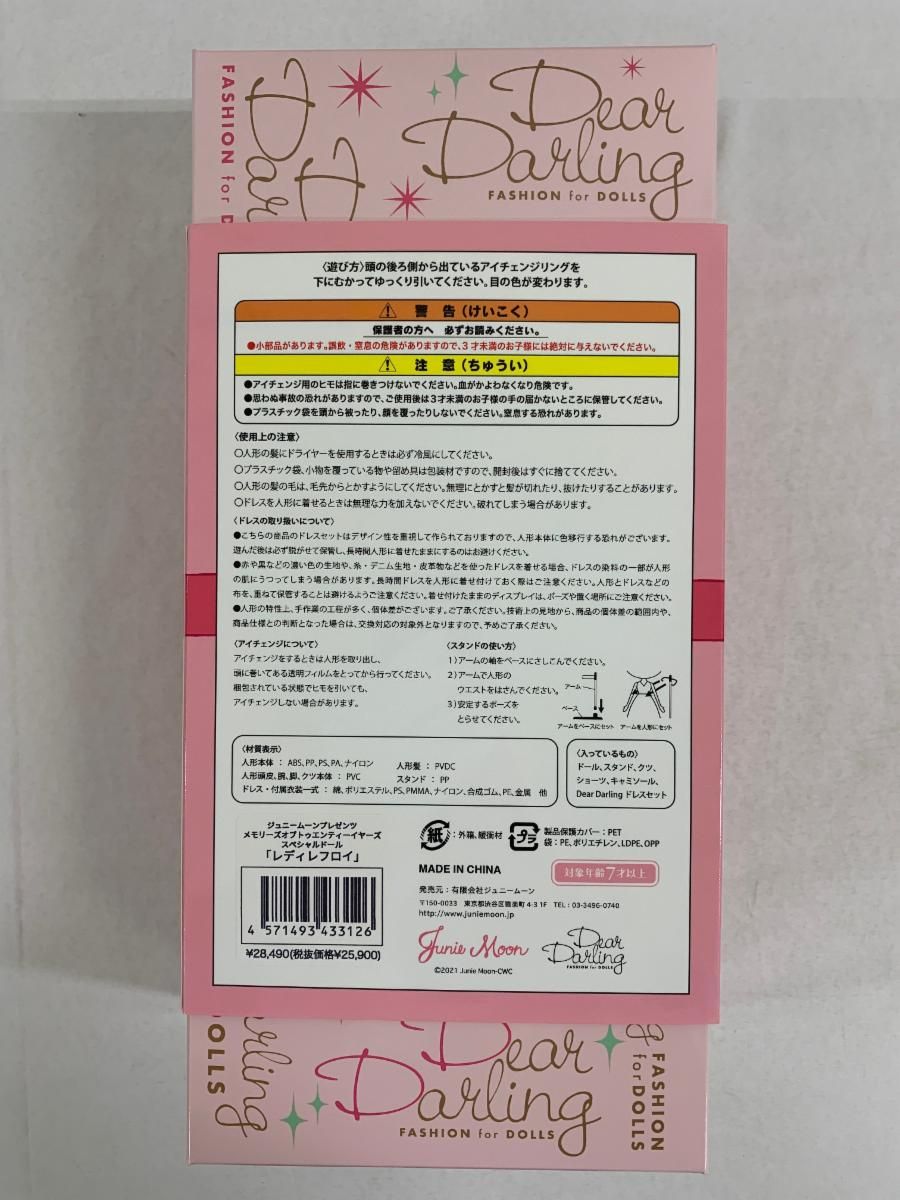 Dear
Darling
FASHION for DOLLS
FASHION for D
Dar
〈遊び方〉頭の後ろ側から出ているアイチェンジリングを
下にむかってゆっくり引いてください。目の色が変わります。
警 告(けいこく)
保護者の方へ 必ずお読みください。
●小部品があります。誤飲・窒息の危険がありますので、3才未満のお子様には絶対に与えないでください。
注 意(ちゅうい)
●アイチェンジ用のヒモは指に巻きつけないでください。血がかよわなくなり危険です。
●思わぬ事故の恐れがありますので、ご使用後は3才未満のお子様の手の届かないところに保管してください。
●プラスチック袋を頭から被ったり、顔を覆ったりしないでください。窒息する恐れがあります。
〈使用上の注意〉
○人形の髪にドライヤーを使用するときは必ず冷風にしてください。
○プラスチック袋、小物を覆っている物や留め具は包装材ですので、開封後はすぐに捨ててください。
○人形の髪の毛は、毛先からとかすようにしてください。無理にとかすと髪が切れたり、抜けたりすることがあります。
○ドレスを人形に着せるときは無理な力を加えないでください。破れてしまう場合があります。
〈ドレスの取り扱いについて〉
●こちらの商品のドレスセットはデザイン性を重視して作られておりますので、人形本体に色移行する恐れがございます。
遊んだ後は必ず脱がせて保管し、長時間人形に着せたままにするのはお避けください。
●赤や黒などの濃い色の生地や、糸・デニム生地・皮革物などを使ったドレスを着せる場合、ドレスの染料の一部が人形
の肌にうつってしまう場合があります。長時間ドレスを人形に着せ付けておく際はご注意ください。人形とドレスなどの
布を、重ねて保管することは避けるようご注意ください。着せ付けたままのディスプレイは、ポーズや置く場所にご注意ください。
●人形の特性上、手作業の工程が多く、個体差がございます。ご了承ください。技術上の見地から、商品の個体差の範囲内や、
商品仕様との判断となった場合は、交換対応の対象外となりますので、予めご了承ください。
〈アイチェンジについて〉
アイチェンジをするときは人形を取り出し、
頭に巻いてある透明フィルムをとってから行ってください。
梱包されている状態でヒモを引いても、
アイチェンジしない場合があります。
〈スタンドの使い方〉
1)アームの軸をベースにさしこんでください。
2)アームで人形の
ウエストをはさんでください。
3)安定するポーズを
とらせてください。
アーム
ベース
アームをベースにセット
アームを人形にセット
〈材質表示〉
人形本体 : ABS、PP、PS、PA、ナイロン 人形髪 : PVDC
人形頭皮、腕、脚、クツ本体 : PVC スタンド : PP
ドレス・付属衣装一式 : 綿、ポリエステル、PS、PMMA、ナイロン、合成ゴム、PE、金属 他
〈入っているもの〉
ドール、スタンド、クツ、
ショーツ、キャミソール、
Dear Darling ドレスセット
ジュニームーンプレゼンツ
メモリーズオブトゥエンティーイヤーズ
スペシャルドール
「レディレフロイ」
4 571493 433126
¥28,490(税抜価格¥25,900)
紙 : 外箱、緩衝材
プラ 製品保護カバー : PET
袋 : PE、ポリエチレン、LDPE、OPP
MADE IN CHINA
対象年齢7才以上
発売元 : 有限会社ジュニームーン
〒150-0033 東京都渋谷区猿楽町4-3 1F TEL : 03-3496-0740
http://www.juniemoon.jp
Junie Moon
Dear
Darling
FASHION for DOLLS
©2021 Junie Moon-CWC
OLLS
arling
Dear
Darling
FASHION for DOLLS
g
FASHION
for DOLLS